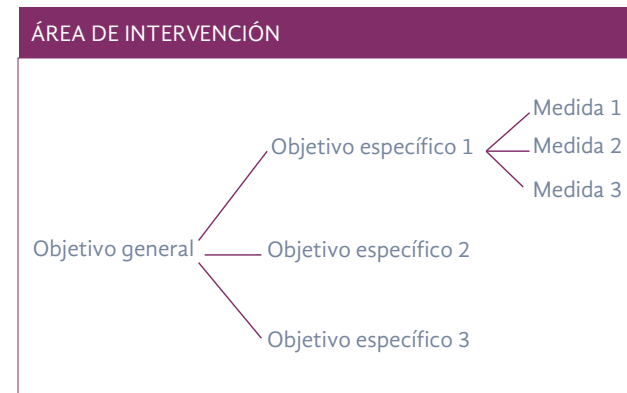 ÁREA DE INTERVENCIÓN
Medida 1
Objetivo específico 1
Medida 2
Medida 3
Objetivo general
Objetivo específico 2
Objetivo específico 3